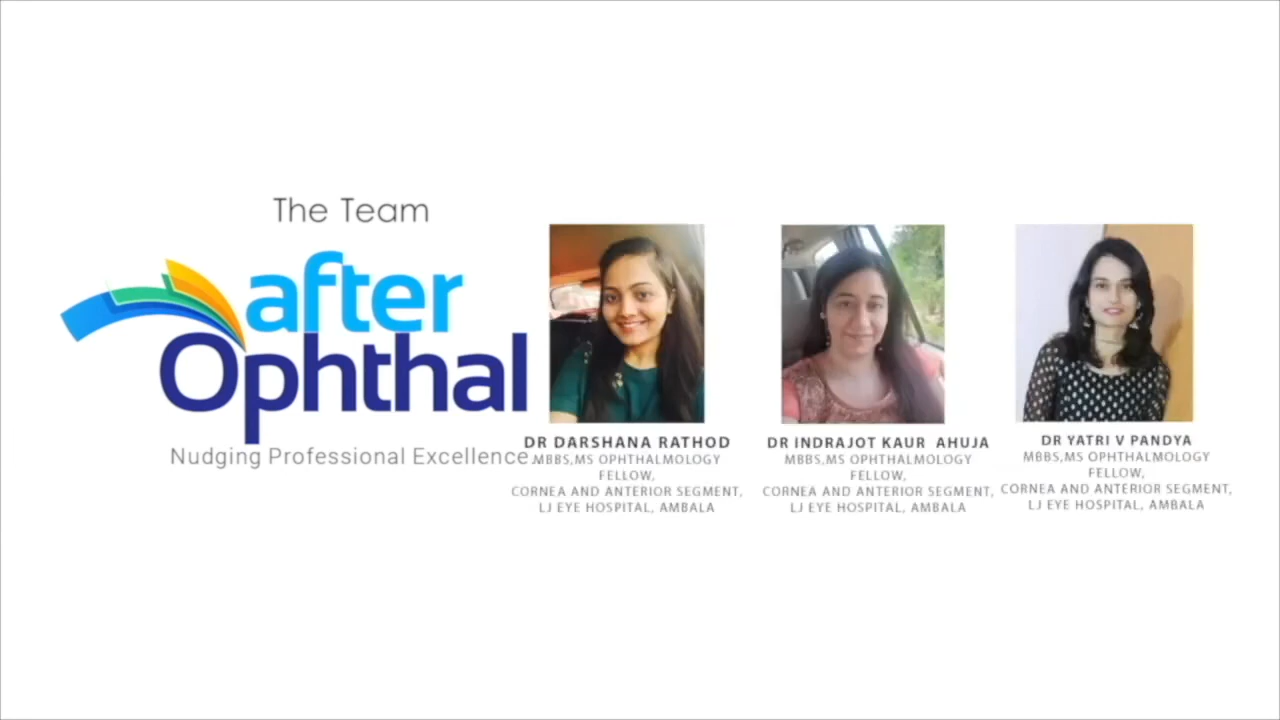 The Team
after
Ophthal
Nudging Professional Excellence
DR DARSHANA RATHOD
MBBS,MS OPHTHALMOLOGY
FELLOW,
CORNEA AND ANTERIOR SEGMENT,
LJ EYE HOSPITAL, AMBALA
DR INDRAJOT KAUR AHUJA
MBBS,MS OPHTHALMOLOGY
FELLOW,
CORNEA AND ANTERIOR SEGMENT,
LJ EYE HOSPITAL, AMBALA
DR YATRI V PANDYA
MBBS,MS OPHTHALMOLOGY
FELLOW,
CORNEA AND ANTERIOR SEGMENT,
LJ EYE HOSPITAL, AMBALA